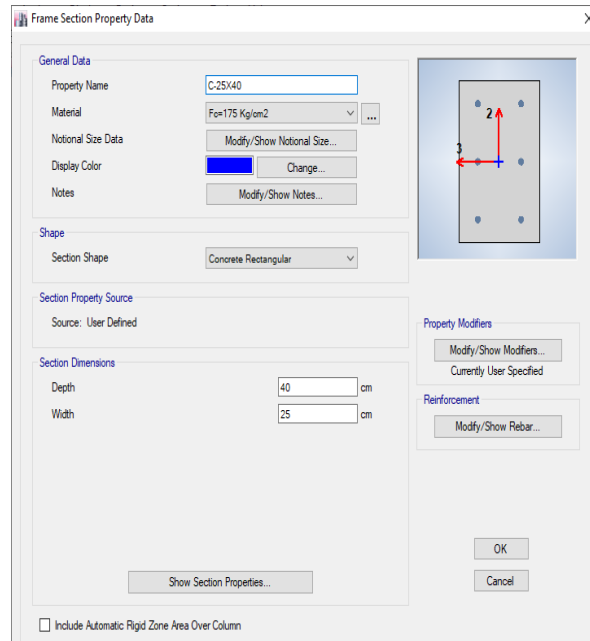 Frame Section Property Data
General Data
Property Name C-25X40
Material Fc=175 Kg/cm2 ...
Notional Size Data Modify/Show Notional Size...
Display Color Change...
Notes Modify/Show Notes...
2
3
Shape
Section Shape Concrete Rectangular
Section Property Source
Source: User Defined
Property Modifiers
Modify/Show Modifiers...
Currently User Specified
Section Dimensions
Depth 40 cm
Width 25 cm
Reinforcement
Modify/Show Rebar...
Show Section Properties...
OK
Cancel
Include Automatic Rigid Zone Area Over Column